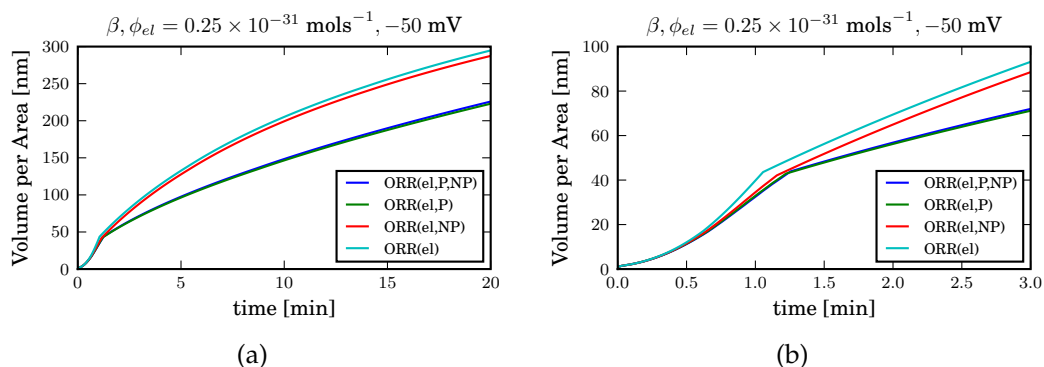 β, ϕ_el = 0.25 × 10⁻³¹ mols⁻¹, −50 mV
300
250
200
150
100
50
0
Volume per Area [nm]
ORR(el,P,NP)
ORR(el,P)
ORR(el,NP)
ORR(el)
0 5 10 15 20
time [min]
(a)
β, ϕ_el = 0.25 × 10⁻³¹ mols⁻¹, −50 mV
100
80
60
40
20
0
Volume per Area [nm]
ORR(el,P,NP)
ORR(el,P)
ORR(el,NP)
ORR(el)
0.0 0.5 1.0 1.5 2.0 2.5 3.0
time [min]
(b)